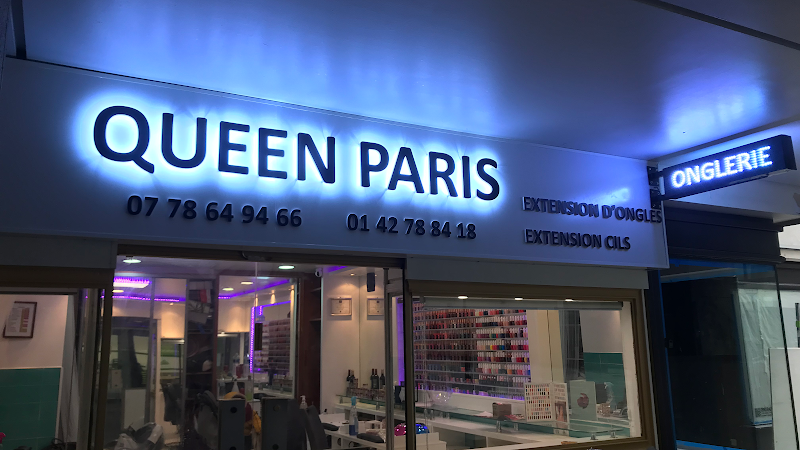 QUEEN PARIS
07 78 64 94 66 01 42 78 84 18
EXTENSION D'ONGLES
EXTENSION CILS
ONGLERIE